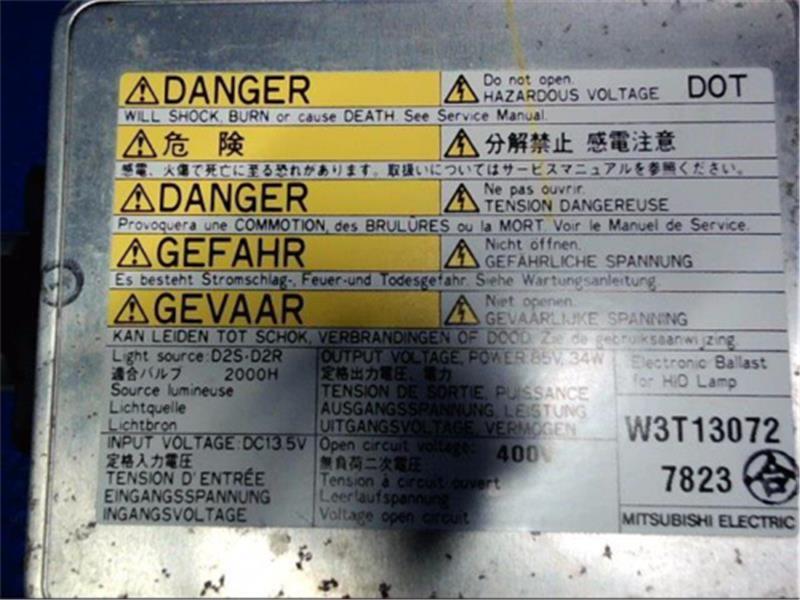 DANGER
Do not open.
HAZARDOUS VOLTAGE
DOT
WILL SHOCK, BURN or cause DEATH. See Service Manual.
危 険
分解禁止 感電注意
感電、火傷で死亡に至る恐れがあります。取扱いについてはサービスマニュアルを参照ください。
DANGER
Ne pas ouvrir.
TENSION DANGEREUSE
Provoquera une COMMOTION, des BRULÛRES ou la MORT. Voir le Manuel de Service.
GEFAHR
Nicht öffnen.
GEFÄHRLICHE SPANNUNG
Es besteht Stromschlag-, Feuer-und Todesgefahr. Siehe Wartungsanleitung.
GEVAAR
Niet openen.
GEVAARLIJKE SPANNING
KAN LEIDEN TOT SCHOK, VERBRANDINGEN OF DOOD. Zie de gebruiksaanwijzing.
Light source:D2S·D2R
適合バルブ 2000H
Source lumineuse
Lichtquelle
Lichtbron
OUTPUT VOLTAGE, POWER:85V, 34W
定格出力電圧、電力
TENSION DE SORTIE, PUISSANCE
AUSGANGSSPANNUNG, LEISTUNG
UITGANGSVOLTAGE, VERMOGEN
Electronic Ballast
for HID Lamp
INPUT VOLTAGE:DC13.5V
定格入力電圧
TENSION D'ENTRÉE
EINGANGSSPANNUNG
INGANGSVOLTAGE
Open circuit voltage: 400V
無負荷二次電圧
Tension à circuit ouvert
Leerlaufspannung
Voltage open circuit
W3T13072
7823 合
MITSUBISHI ELECTRIC